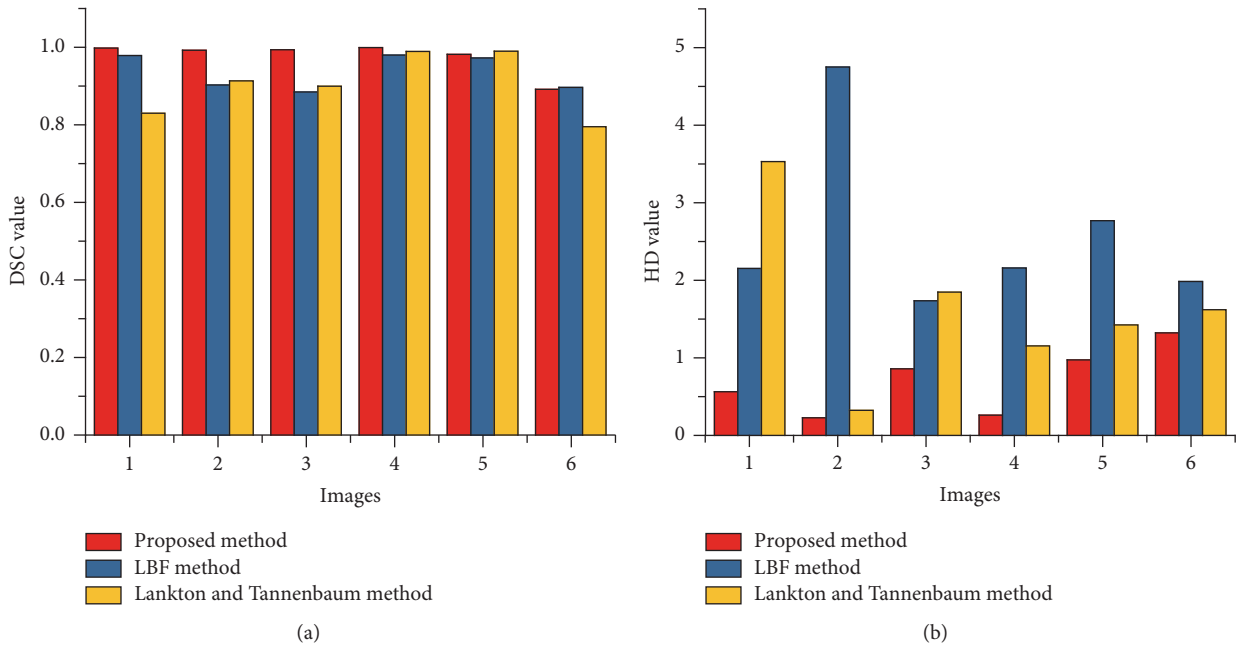 DSC value
1.0
0.8
0.6
0.4
0.2
0.0
1 2 3 4 5 6
Images
Proposed method
LBF method
Lankton and Tannenbaum method
(a)
HD value
5
4
3
2
1
0
1 2 3 4 5 6
Images
Proposed method
LBF method
Lankton and Tannenbaum method
(b)